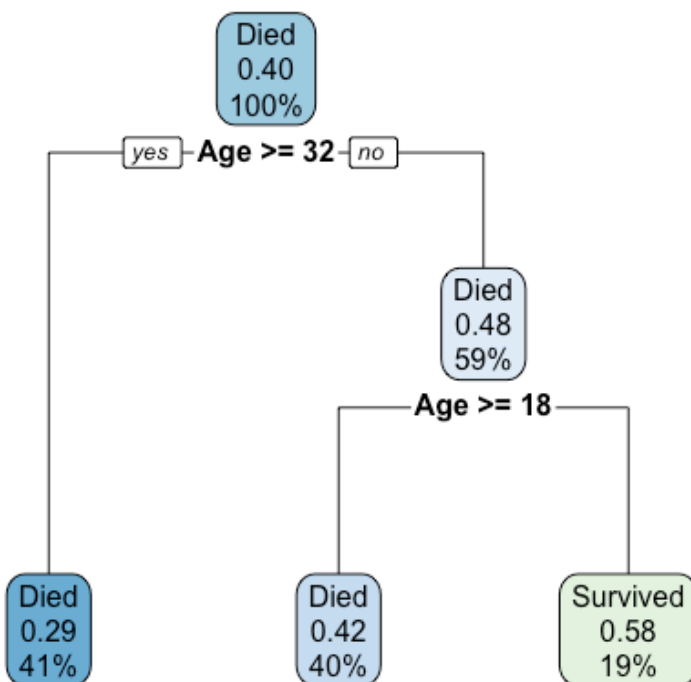 Died
0.40
100%
yes Age >= 32 no
Died
0.48
59%
Age >= 18
Died
0.29
41%
Died
0.42
40%
Survived
0.58
19%